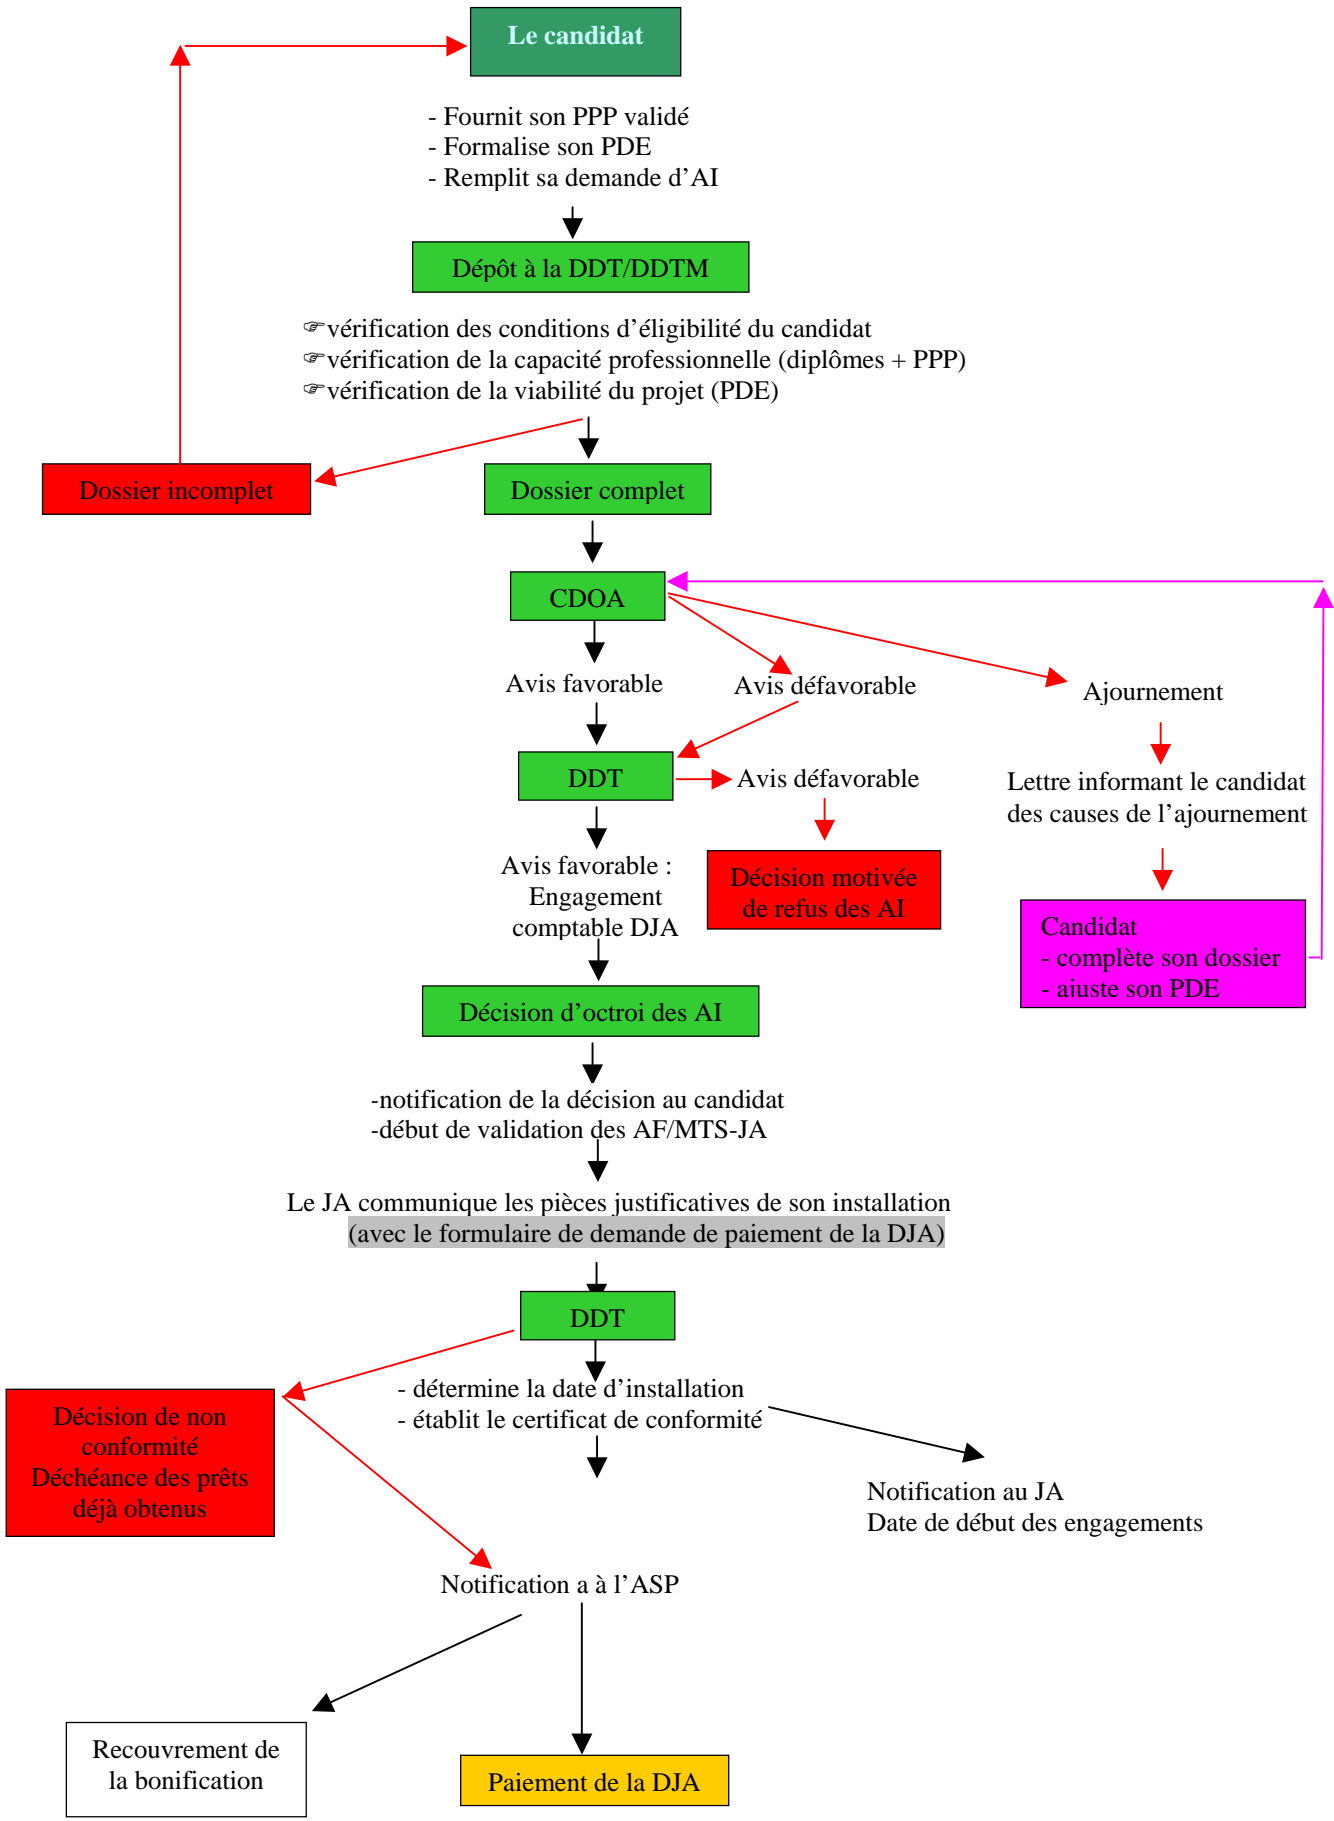 Le candidat
- Fournit son PPP validé
- Formalise son PDE
- Remplit sa demande d’AI
Dépôt à la DDT/DDTM
☞vérification des conditions d’éligibilité du candidat
☞vérification de la capacité professionnelle (diplômes + PPP)
☞vérification de la viabilité du projet (PDE)
Dossier incomplet
Dossier complet
CDOA
Avis favorable
Avis défavorable
Ajournement
DDT
Avis défavorable
Lettre informant le candidat
des causes de l’ajournement
Avis favorable :
Engagement
comptable DJA
Décision motivée
de refus des AI
Candidat
- complète son dossier
- ajuste son PDE
Décision d’octroi des AI
-notification de la décision au candidat
-début de validation des AF/MTS-JA
Le JA communique les pièces justificatives de son installation
(avec le formulaire de demande de paiement de la DJA)
DDT
- détermine la date d’installation
- établit le certificat de conformité
Décision de non
conformité
Déchéance des prêts
déjà obtenus
Notification au JA
Date de début des engagements
Notification a à l’ASP
Recouvrement de
la bonification
Paiement de la DJA